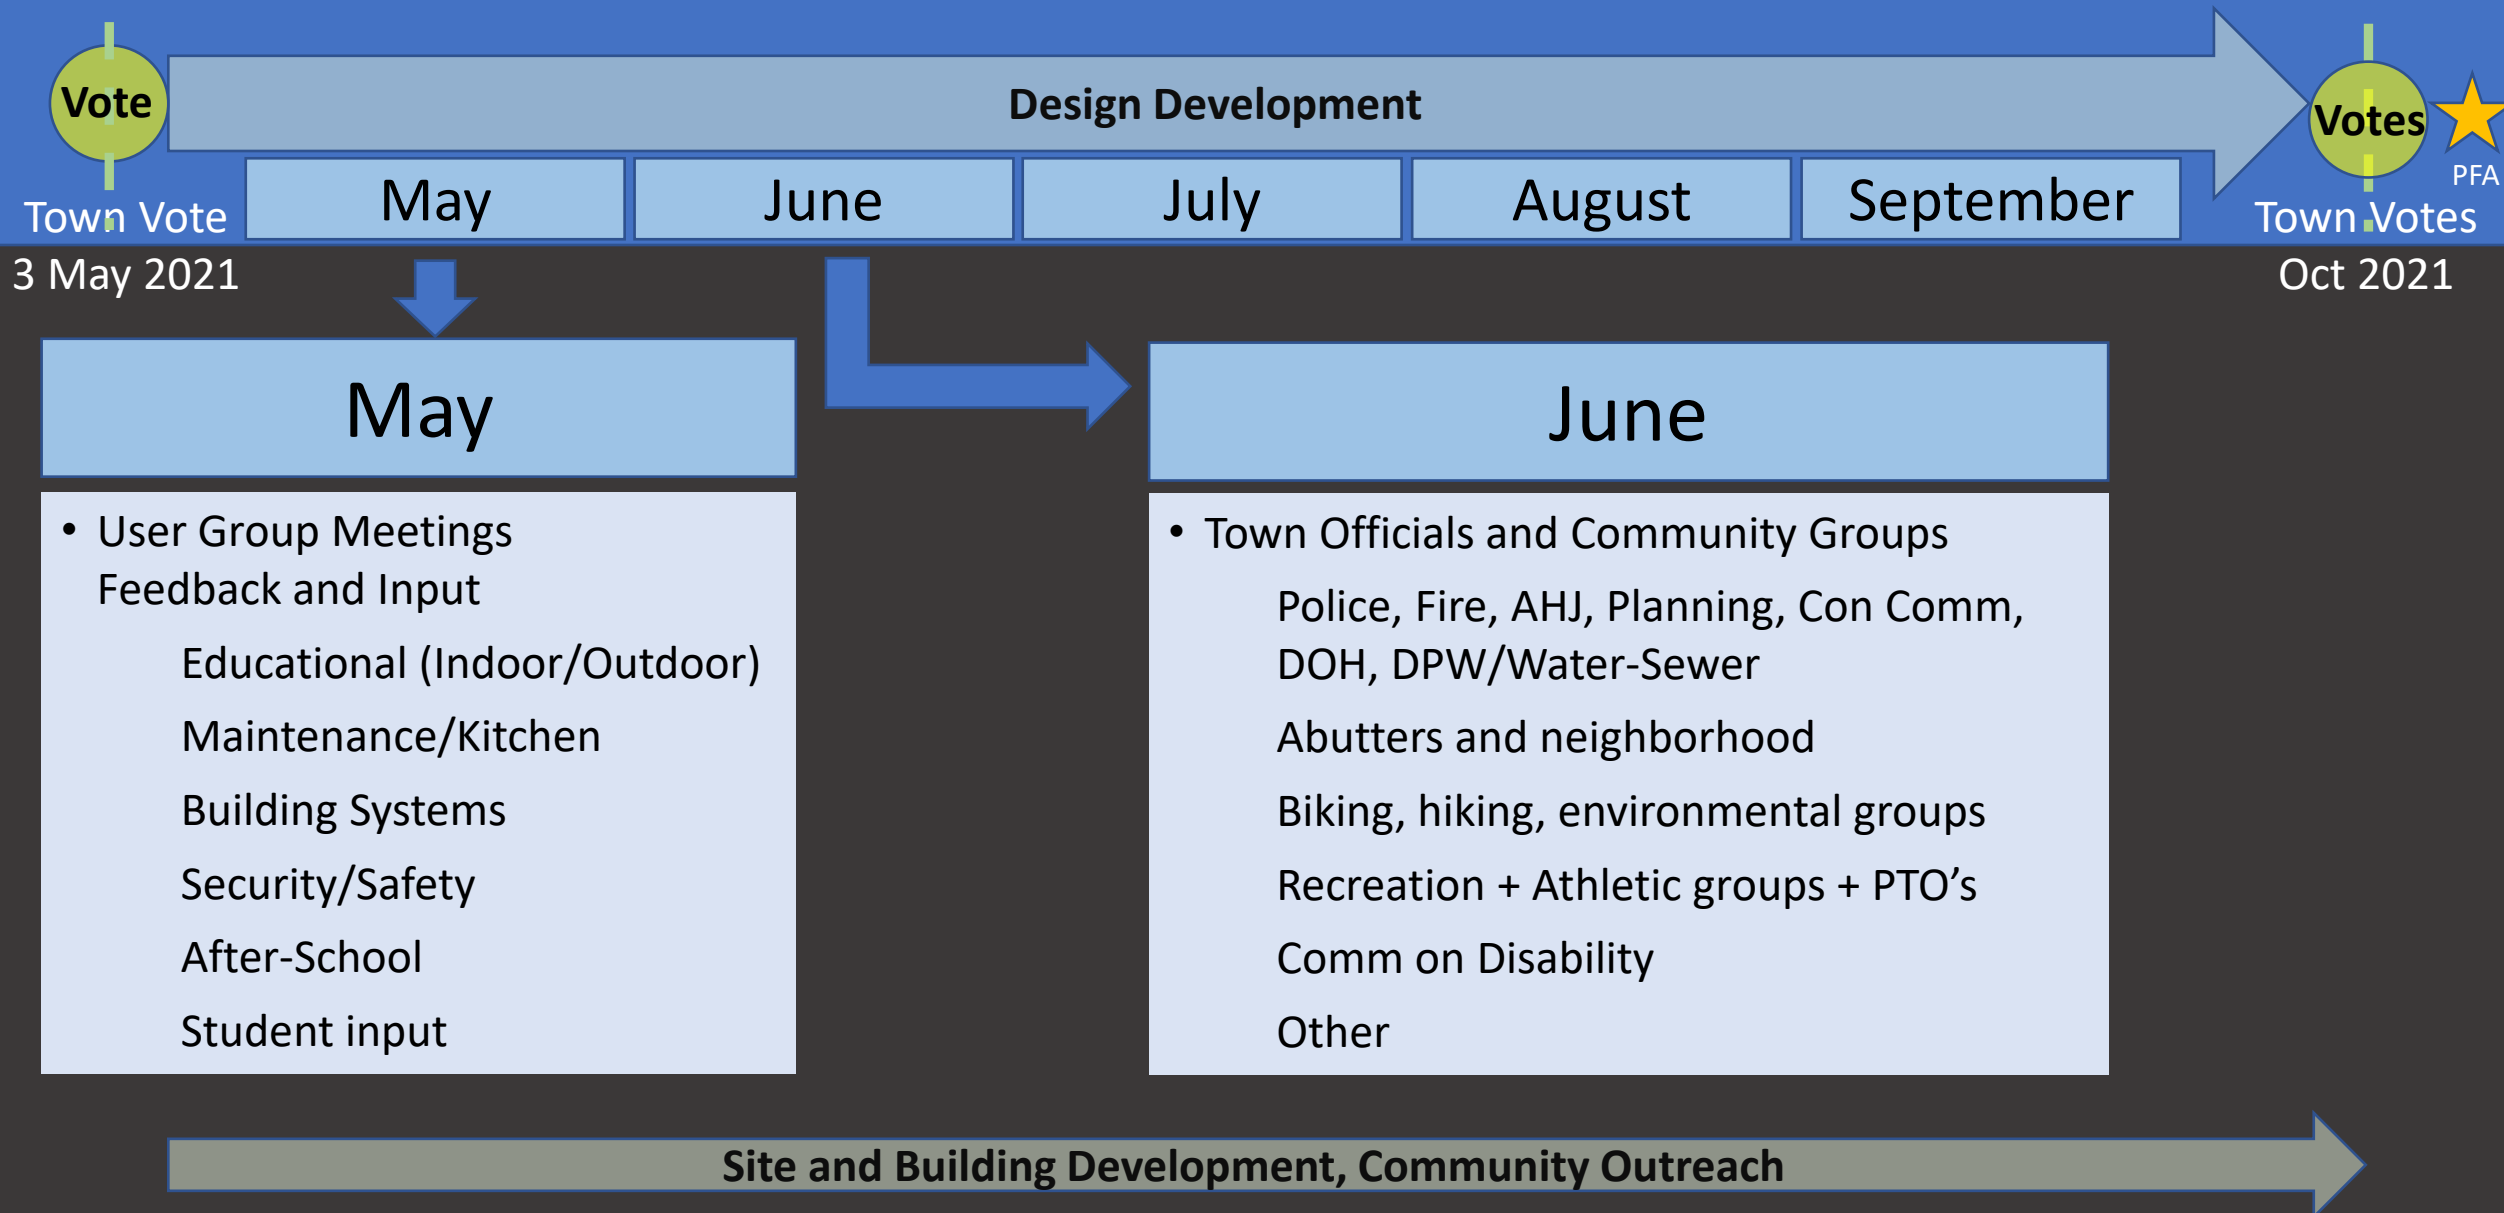 Design Development
Vote
Votes
PFA
May
June
July
August
September
Town Vote
Town Votes
3 May 2021
Oct 2021
May
• User Group Meetings
Feedback and Input
Educational (Indoor/Outdoor)
Maintenance/Kitchen
Building Systems
Security/Safety
After-School
Student input
June
• Town Officials and Community Groups
Police, Fire, AHJ, Planning, Con Comm,
DOH, DPW/Water-Sewer
Abutters and neighborhood
Biking, hiking, environmental groups
Recreation + Athletic groups + PTO’s
Comm on Disability
Other
Site and Building Development, Community Outreach